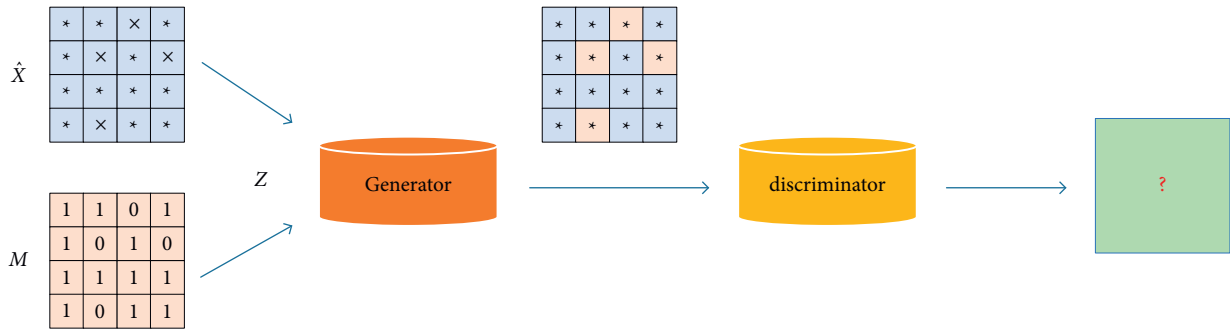 X̂
* * × *
* × * ×
* * * *
* × * *
M
1 1 0 1
1 0 1 0
1 1 1 1
1 0 1 1
Z
Generator
* * * *
* * * *
* * * *
* * * *
discriminator
?